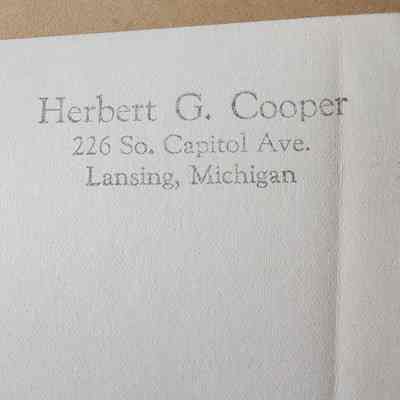 Herbert G. Cooper
226 So. Capitol Ave.
Lansing, Michigan